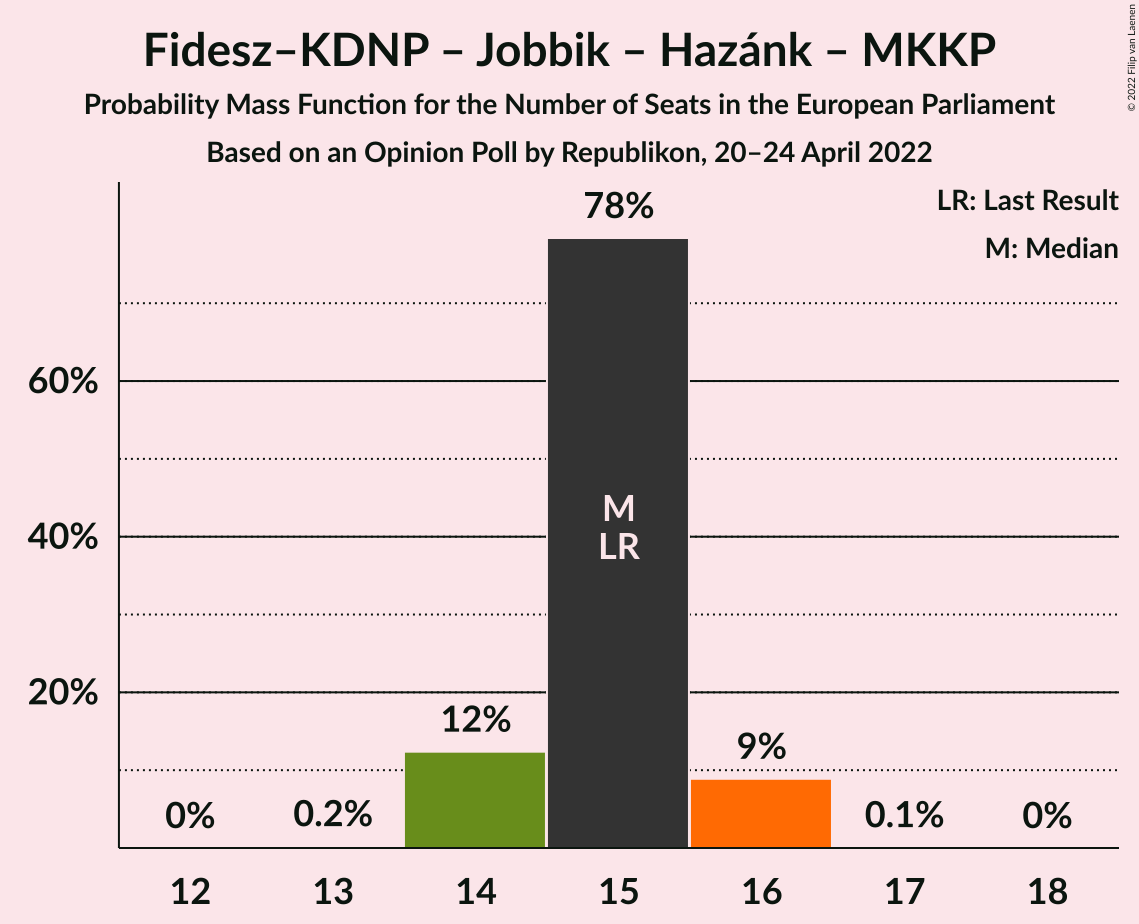 Fidesz–KDNP – Jobbik – Hazánk – MKKP
Probability Mass Function for the Number of Seats in the European Parliament
Based on an Opinion Poll by Republikon, 20–24 April 2022
© 2022 Filip van Laenen
LR: Last Result
M: Median
60%
40%
20%
0%
0.2%
12%
78%
M
LR
9%
0.1%
0%
12 13 14 15 16 17 18